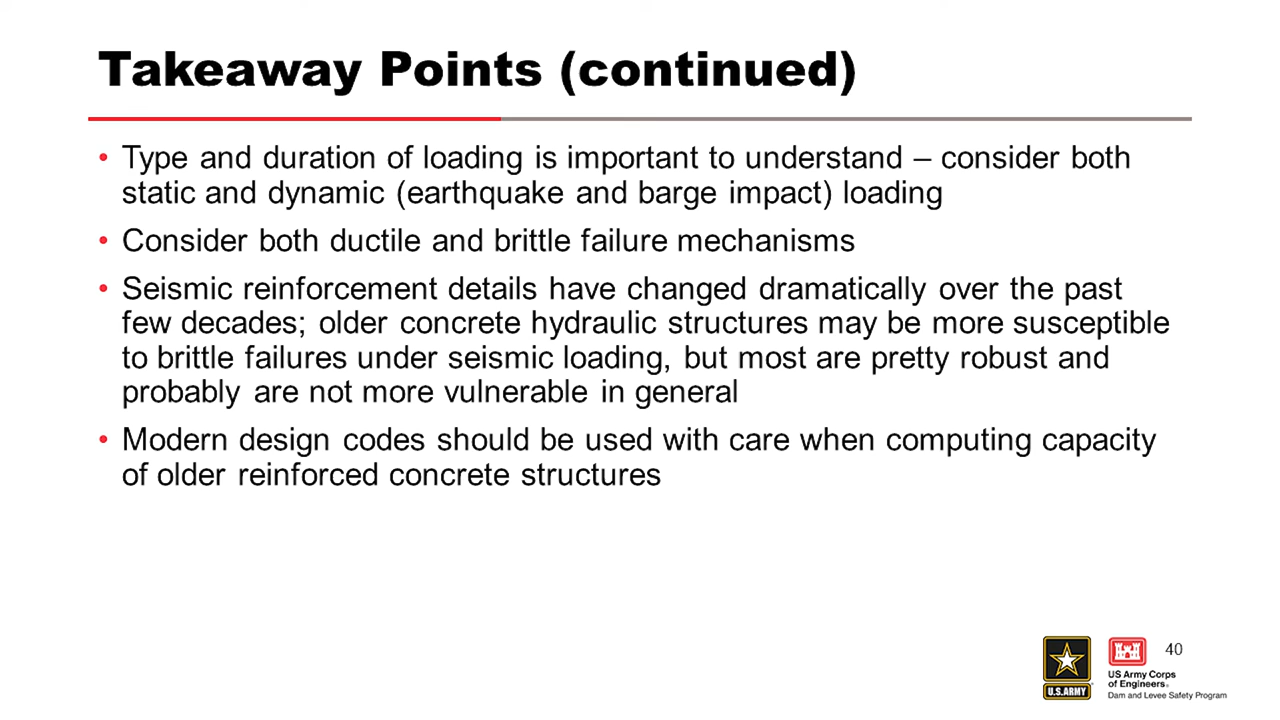 Takeaway Points (continued)
• Type and duration of loading is important to understand – consider both
static and dynamic (earthquake and barge impact) loading
• Consider both ductile and brittle failure mechanisms
• Seismic reinforcement details have changed dramatically over the past
few decades; older concrete hydraulic structures may be more susceptible
to brittle failures under seismic loading, but most are pretty robust and
probably are not more vulnerable in general
• Modern design codes should be used with care when computing capacity
of older reinforced concrete structures
U.S.ARMY
US Army Corps
of Engineers®
Dam and Levee Safety Program
40